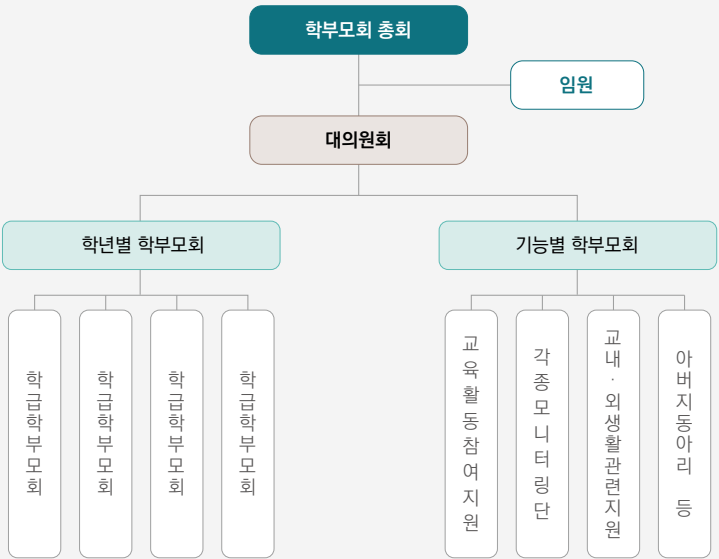 학부모회 총회
임원
대의원회
학년별 학부모회
기능별 학부모회
학급학부모회
학급학부모회
학급학부모회
학급학부모회
교육활동참여지원
각종모니터링단
교내·외생활관련지원
아버지동아리 등